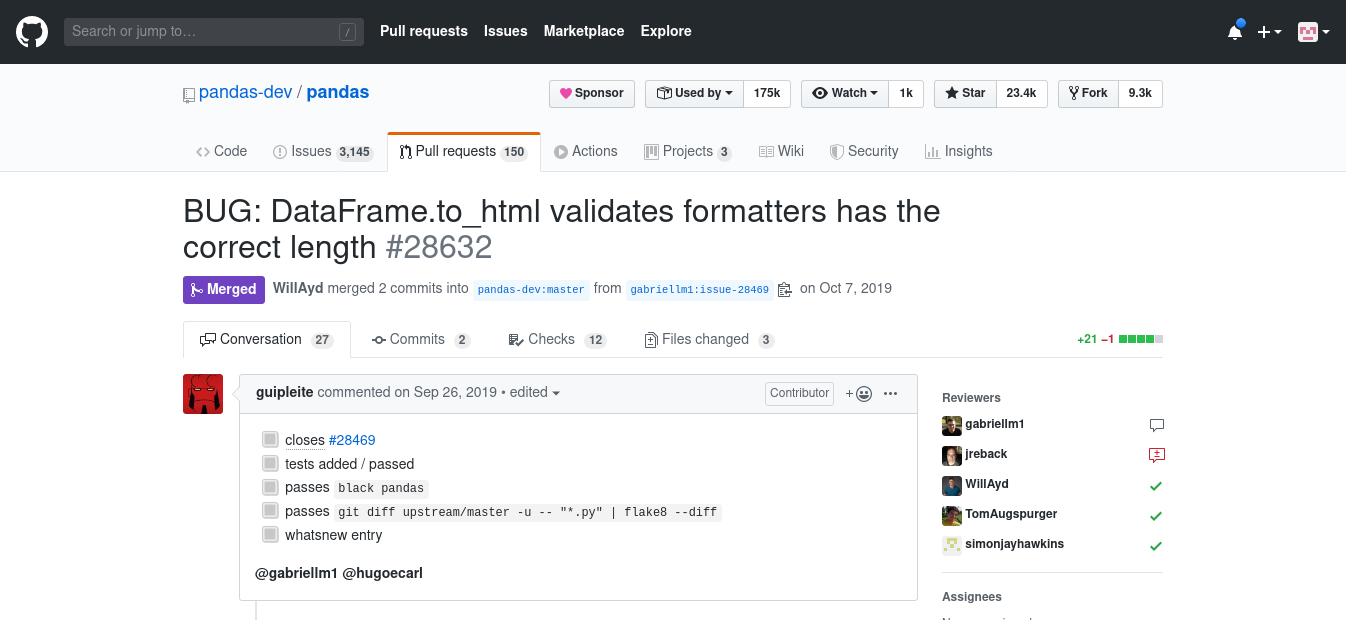 Search or jump to… /
Pull requests Issues Marketplace Explore
pandas-dev / pandas
Sponsor Used by 175k Watch 1k Star 23.4k Fork 9.3k
Code Issues 3,145 Pull requests 150 Actions Projects 3 Wiki Security Insights
BUG: DataFrame.to_html validates formatters has the
correct length #28632
Merged WillAyd merged 2 commits into pandas-dev:master from gabriellm1:issue-28469 on Oct 7, 2019
Conversation 27 Commits 2 Checks 12 Files changed 3 +21 −1
guipleite commented on Sep 26, 2019 • edited Contributor
closes #28469
tests added / passed
passes black pandas
passes git diff upstream/master -u -- "*.py" | flake8 --diff
whatsnew entry
@gabriellm1 @hugoecarl
Reviewers
gabriellm1
jreback
WillAyd
TomAugspurger
simonjayhawkins
Assignees